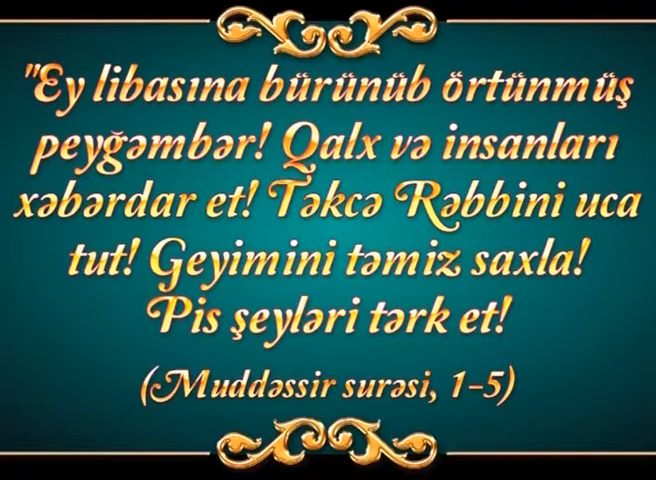 "Ey libasına bürünüb örtünmüş
peyğəmbər! Qalx və insanları
xəbərdar et! Təkcə Rəbbini uca
tut! Geyimini təmiz saxla!
Pis şeyləri tərk et!
(Muddəssir surəsi, 1-5)